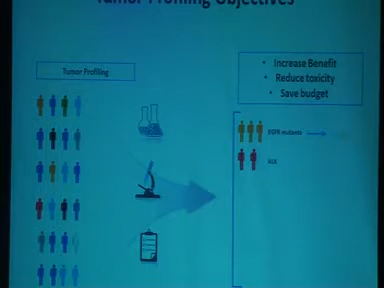 Tumor Profiling Objectives
Tumor Profiling
• Increase Benefit
• Reduce toxicity
• Save budget
EGFR mutants
ALK